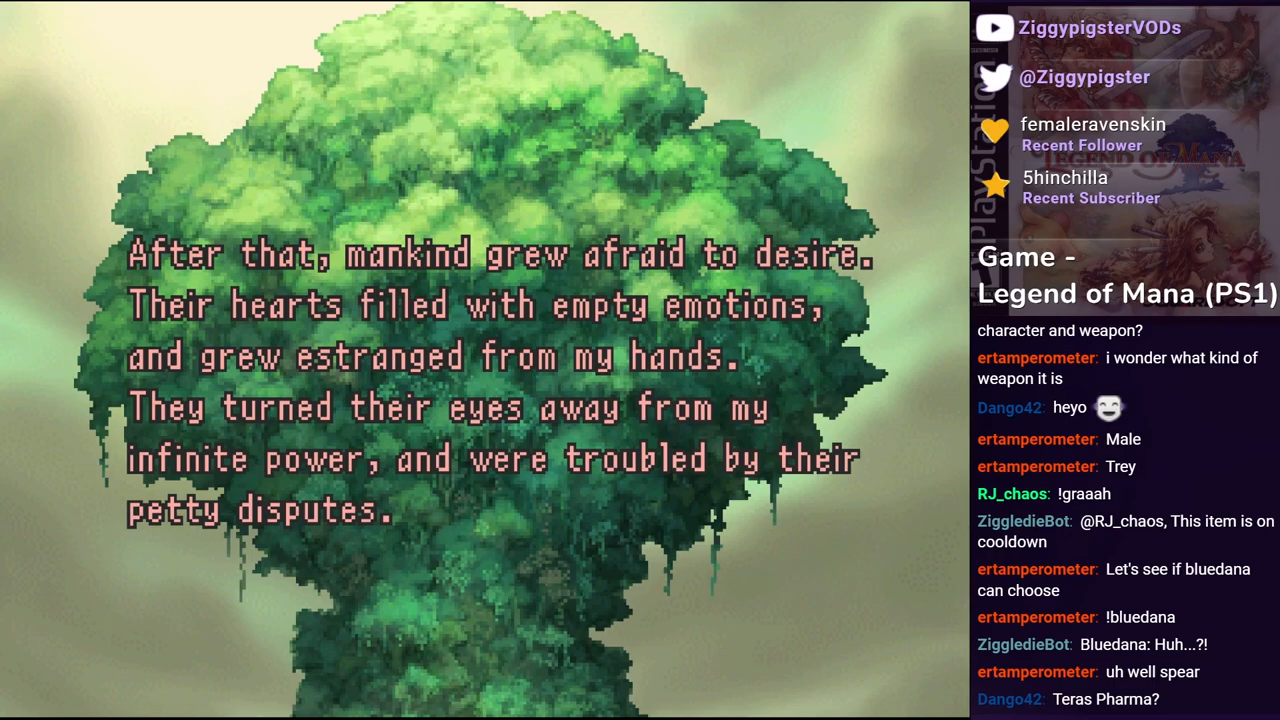 After that, mankind grew afraid to desire.
Their hearts filled with empty emotions,
and grew estranged from my hands.
They turned their eyes away from my
infinite power, and were troubled by their
petty disputes.
ZiggypigsterVODs
@Ziggypigster
femaleravenskin
Recent Follower
5hinchilla
Recent Subscriber
PlayStation
LEGEND OF MANA
Game -
Legend of Mana (PS1)
character and weapon?
ertamperometer: i wonder what kind of
weapon it is
Dango42: heyo
ertamperometer: Male
ertamperometer: Trey
RJ_chaos: !graaah
ZiggledieBot: @RJ_chaos, This item is on
cooldown
ertamperometer: Let's see if bluedana
can choose
ertamperometer: !bluedana
ZiggledieBot: Bluedana: Huh...?!
ertamperometer: uh well spear
Dango42: Teras Pharma?